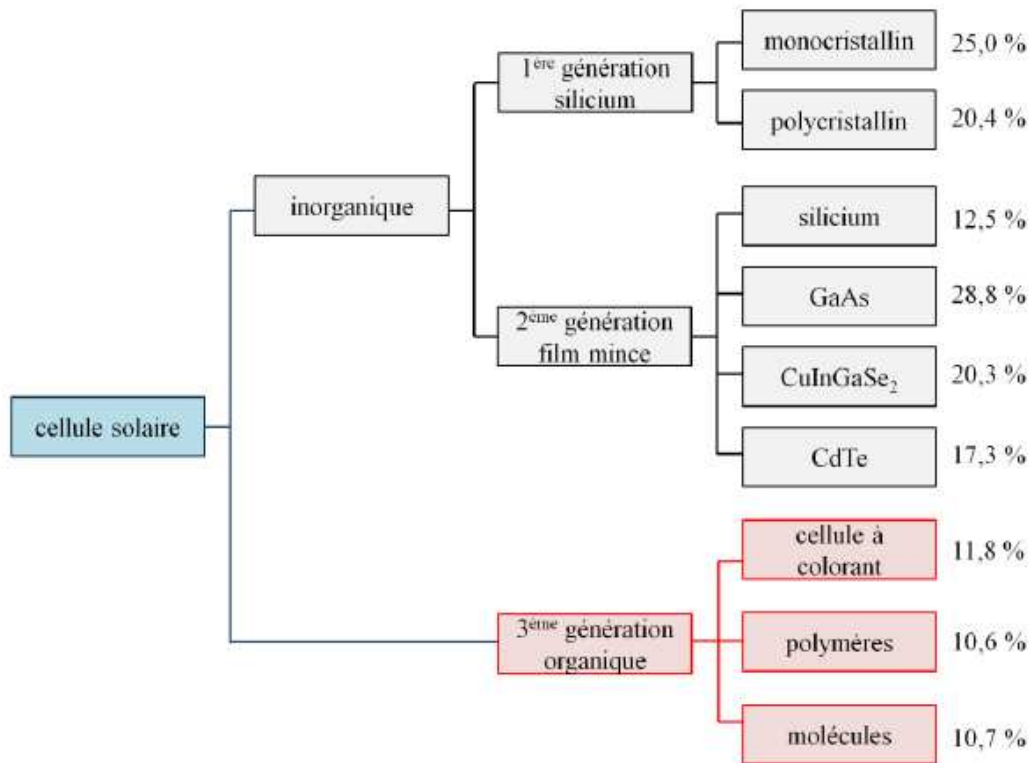 monocristallin 25,0 %
1ère génération
silicium
polycristallin 20,4 %
inorganique
silicium 12,5 %
GaAs 28,8 %
2ème génération
film mince
CuInGaSe₂ 20,3 %
cellule solaire
CdTe 17,3 %
cellule à
colorant
11,8 %
3ème génération
organique
polymères 10,6 %
molécules 10,7 %